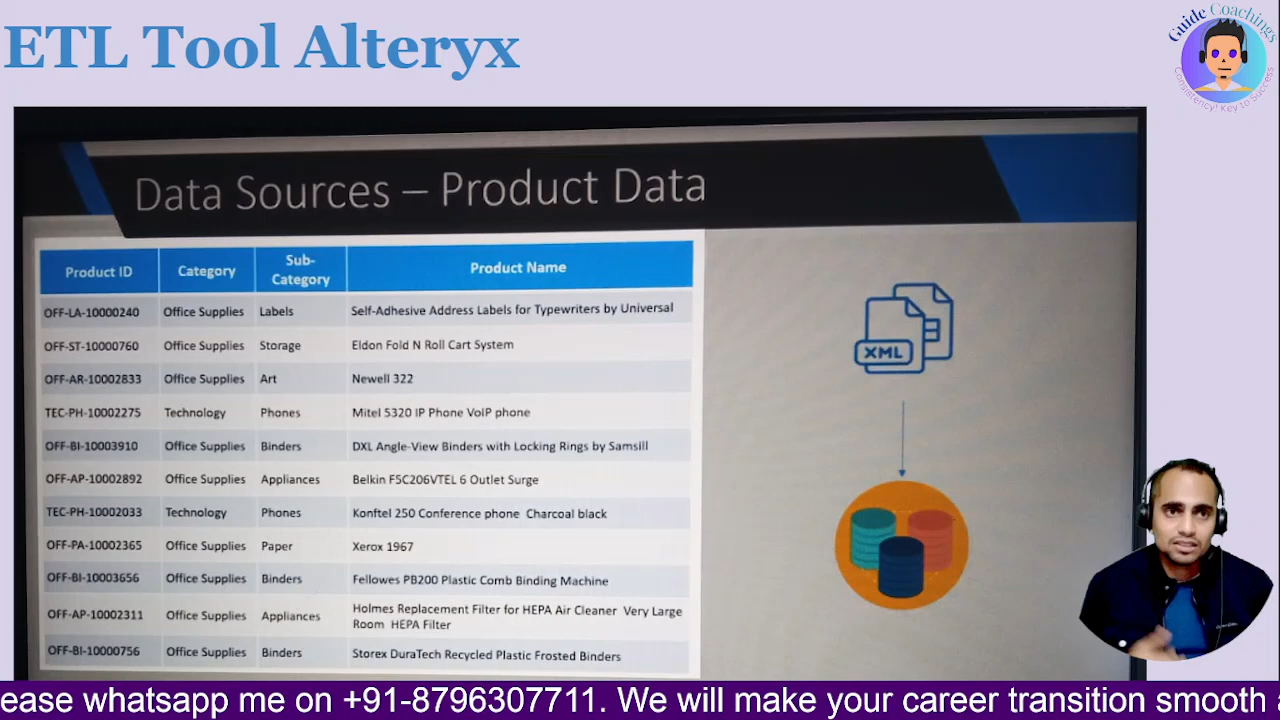 ETL Tool Alteryx
Guide Coachings
Consistency! Key to Success
Data Sources – Product Data
Product ID Category Sub-Category Product Name
OFF-LA-10000240 Office Supplies Labels Self-Adhesive Address Labels for Typewriters by Universal
OFF-ST-10000760 Office Supplies Storage Eldon Fold N Roll Cart System
OFF-AR-10002833 Office Supplies Art Newell 322
TEC-PH-10002275 Technology Phones Mitel 5320 IP Phone VoIP phone
OFF-BI-10003910 Office Supplies Binders DXL Angle-View Binders with Locking Rings by Samsill
OFF-AP-10002892 Office Supplies Appliances Belkin F5C206VTEL 6 Outlet Surge
TEC-PH-10002033 Technology Phones Konftel 250 Conference phone Charcoal black
OFF-PA-10002365 Office Supplies Paper Xerox 1967
OFF-BI-10003656 Office Supplies Binders Fellowes PB200 Plastic Comb Binding Machine
OFF-AP-10002311 Office Supplies Appliances Holmes Replacement Filter for HEPA Air Cleaner Very Large
Room HEPA Filter
OFF-BI-10000756 Office Supplies Binders Storex DuraTech Recycled Plastic Frosted Binders
XML
ease whatsapp me on +91-8796307711. We will make your career transition smooth a